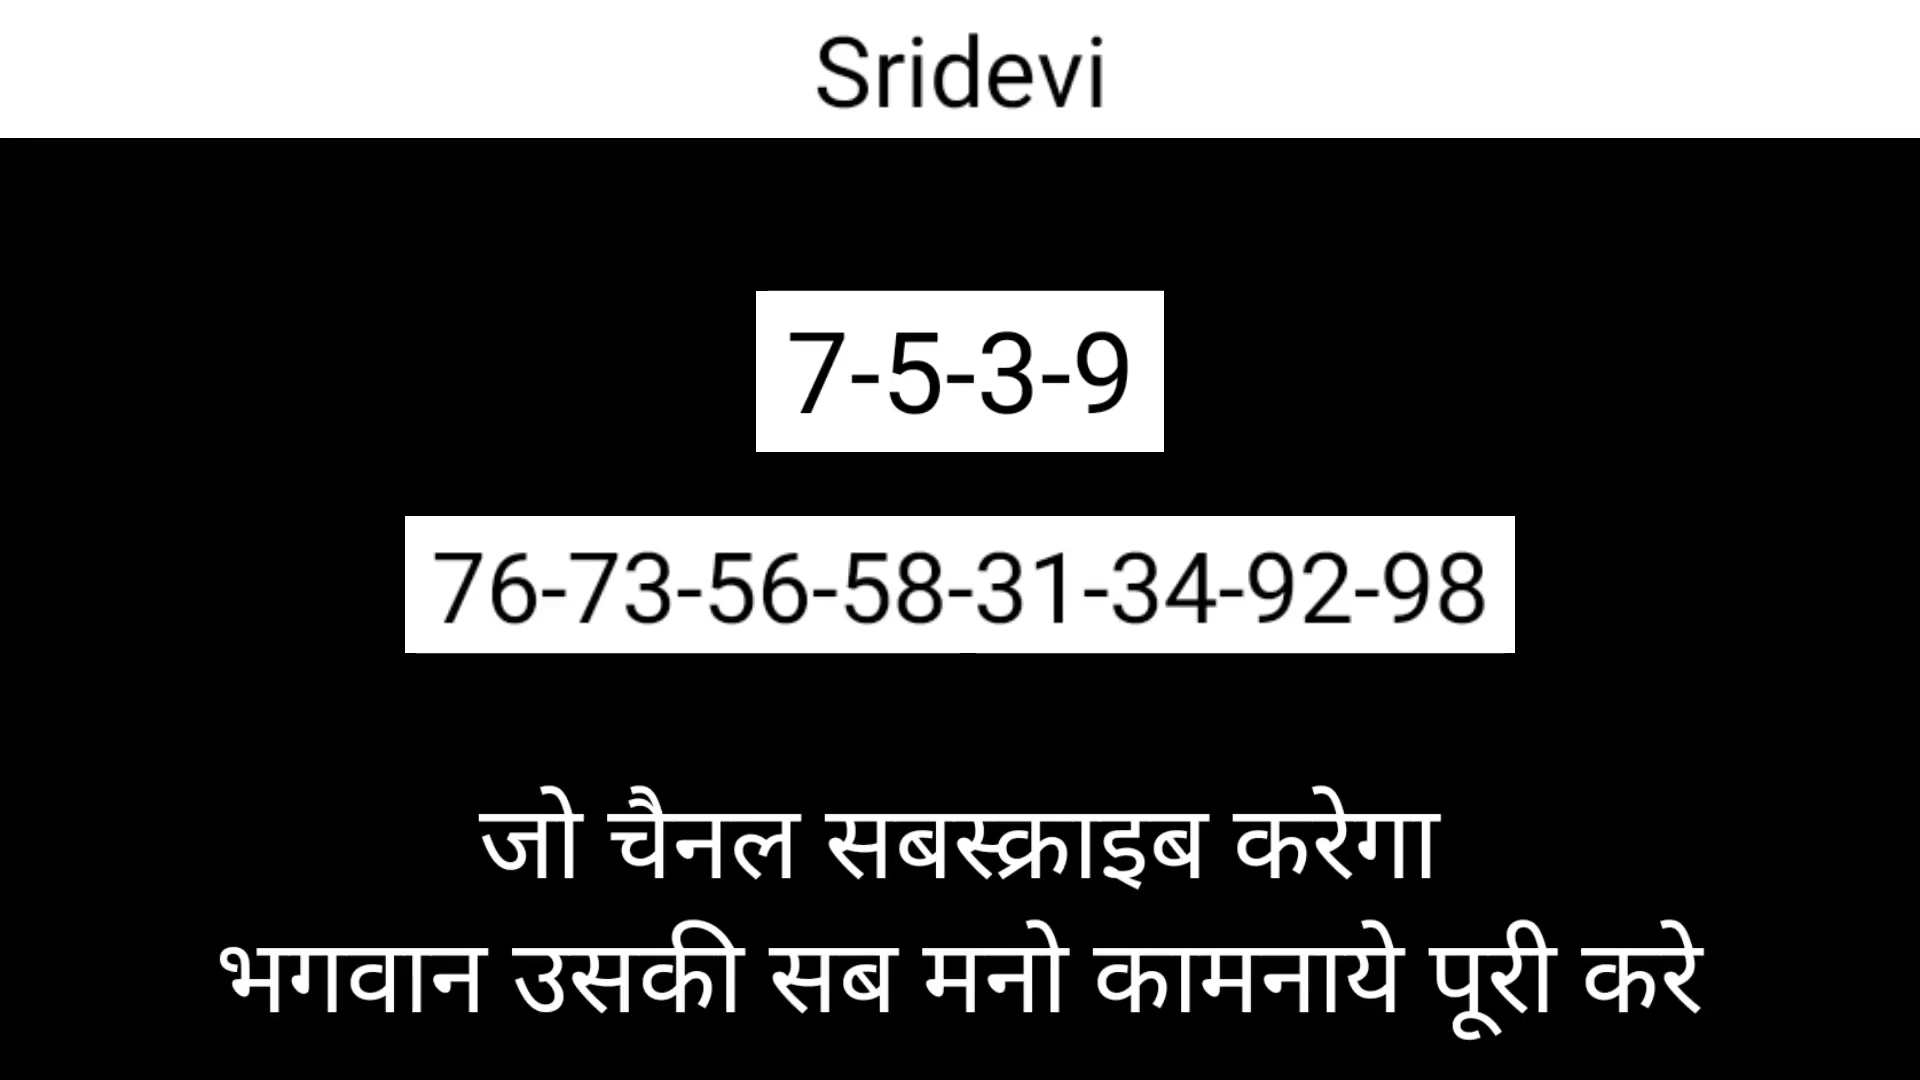 Sridevi
7-5-3-9
76-73-56-58-31-34-92-98
जो चैनल सबस्क्राइब करेगा
भगवान उसकी सब मनो कामनाये पूरी करे